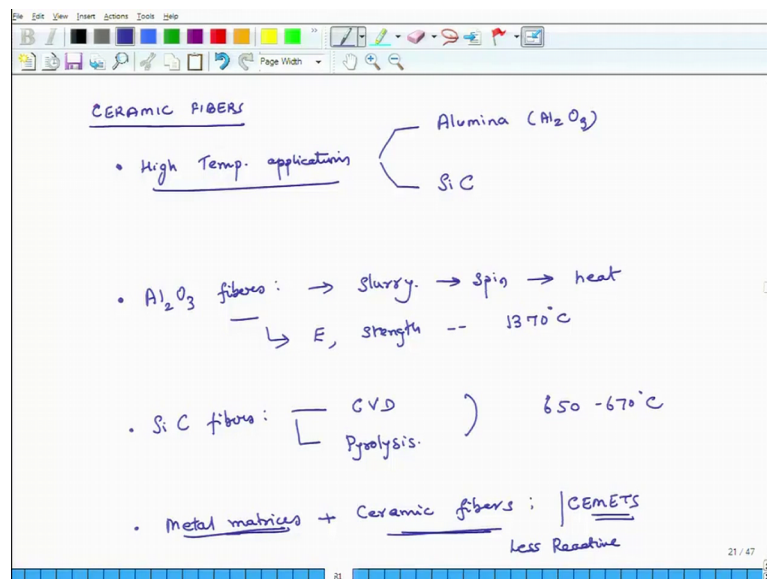 File Edit View Insert Actions Tools Help
B I
Page Width
CERAMIC FIBERS
• High Temp. applications
Alumina (Al2O3)
SiC
• Al2O3 fibers: → Slurry. → Spin → heat
↳ E, Strength -- 1370°C
• SiC fibers: CVD
Pyrolysis.
650 - 670°C
• Metal matrices + Ceramic fibers; CEMETS
Less Reactive
21 / 47
21